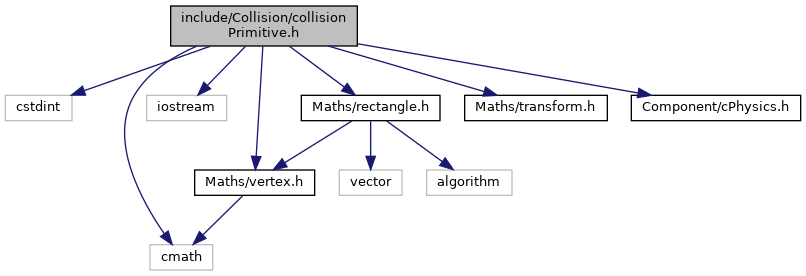 include/Collision/collision
Primitive.h
cstdint
iostream
Maths/rectangle.h
Maths/transform.h
Component/cPhysics.h
Maths/vertex.h
vector
algorithm
cmath